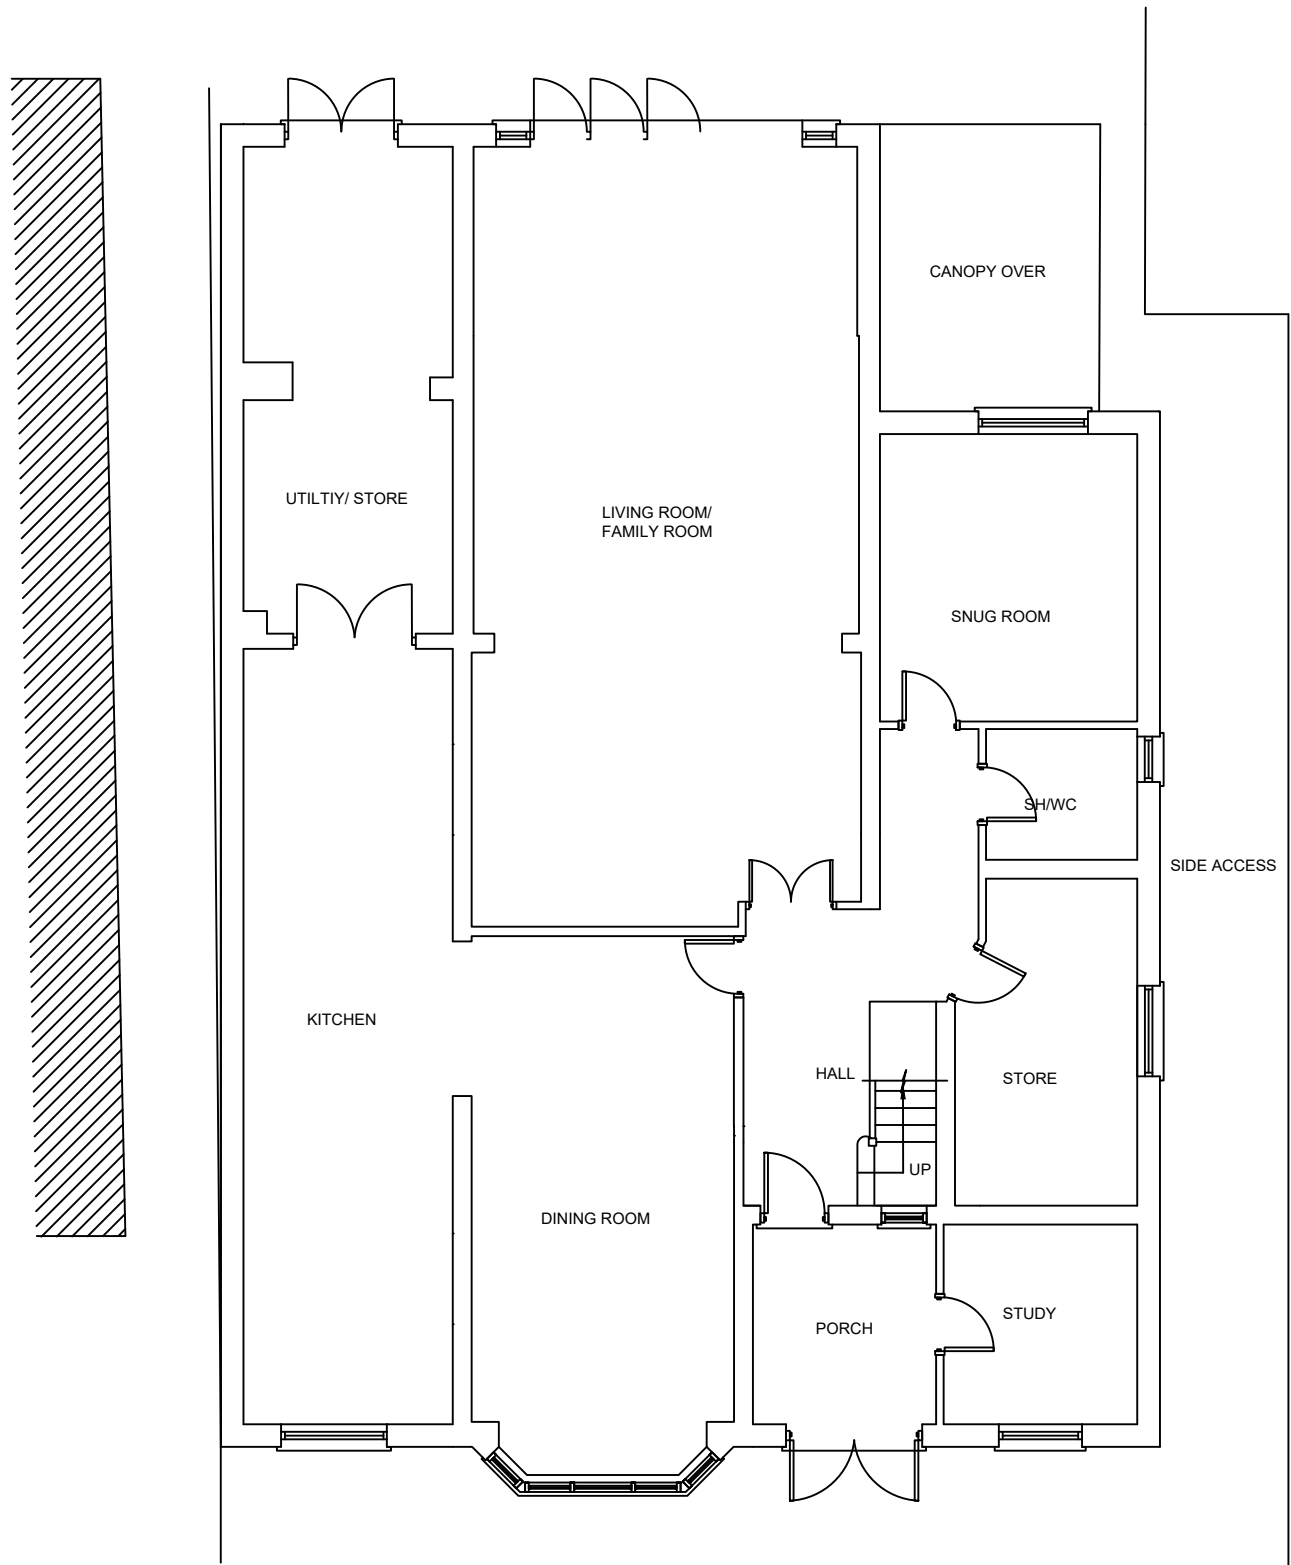 CANOPY OVER
UTILTIY/ STORE
LIVING ROOM/
FAMILY ROOM
SNUG ROOM
SH/WC
SIDE ACCESS
KITCHEN
HALL
STORE
UP
DINING ROOM
PORCH
STUDY